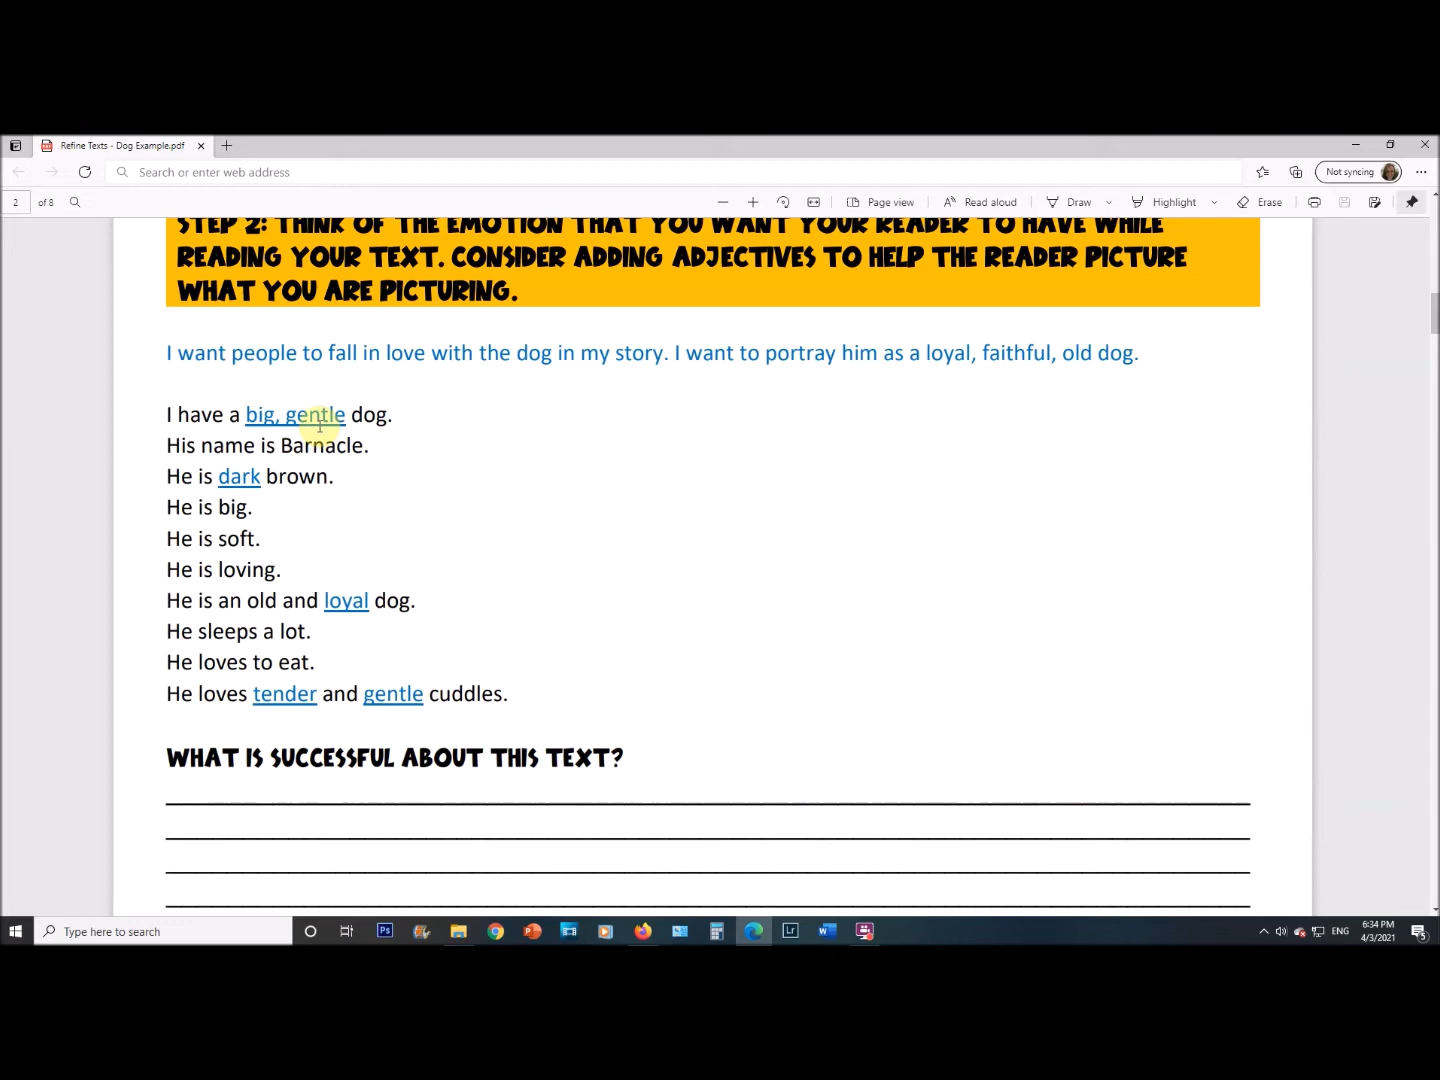 Refine Texts - Dog Example.pdf
Search or enter web address
Not syncing
2 of 8
Page view
Read aloud
Draw
Highlight
Erase
STEP 2: THINK OF THE EMOTION THAT YOU WANT YOUR READER TO HAVE WHILE
READING YOUR TEXT. CONSIDER ADDING ADJECTIVES TO HELP THE READER PICTURE
WHAT YOU ARE PICTURING.
I want people to fall in love with the dog in my story. I want to portray him as a loyal, faithful, old dog.
I have a big, gentle dog.
His name is Barnacle.
He is dark brown.
He is big.
He is soft.
He is loving.
He is an old and loyal dog.
He sleeps a lot.
He loves to eat.
He loves tender and gentle cuddles.
WHAT IS SUCCESSFUL ABOUT THIS TEXT?
Type here to search
Ps
Lr
W
ENG
6:34 PM
4/3/2021
5